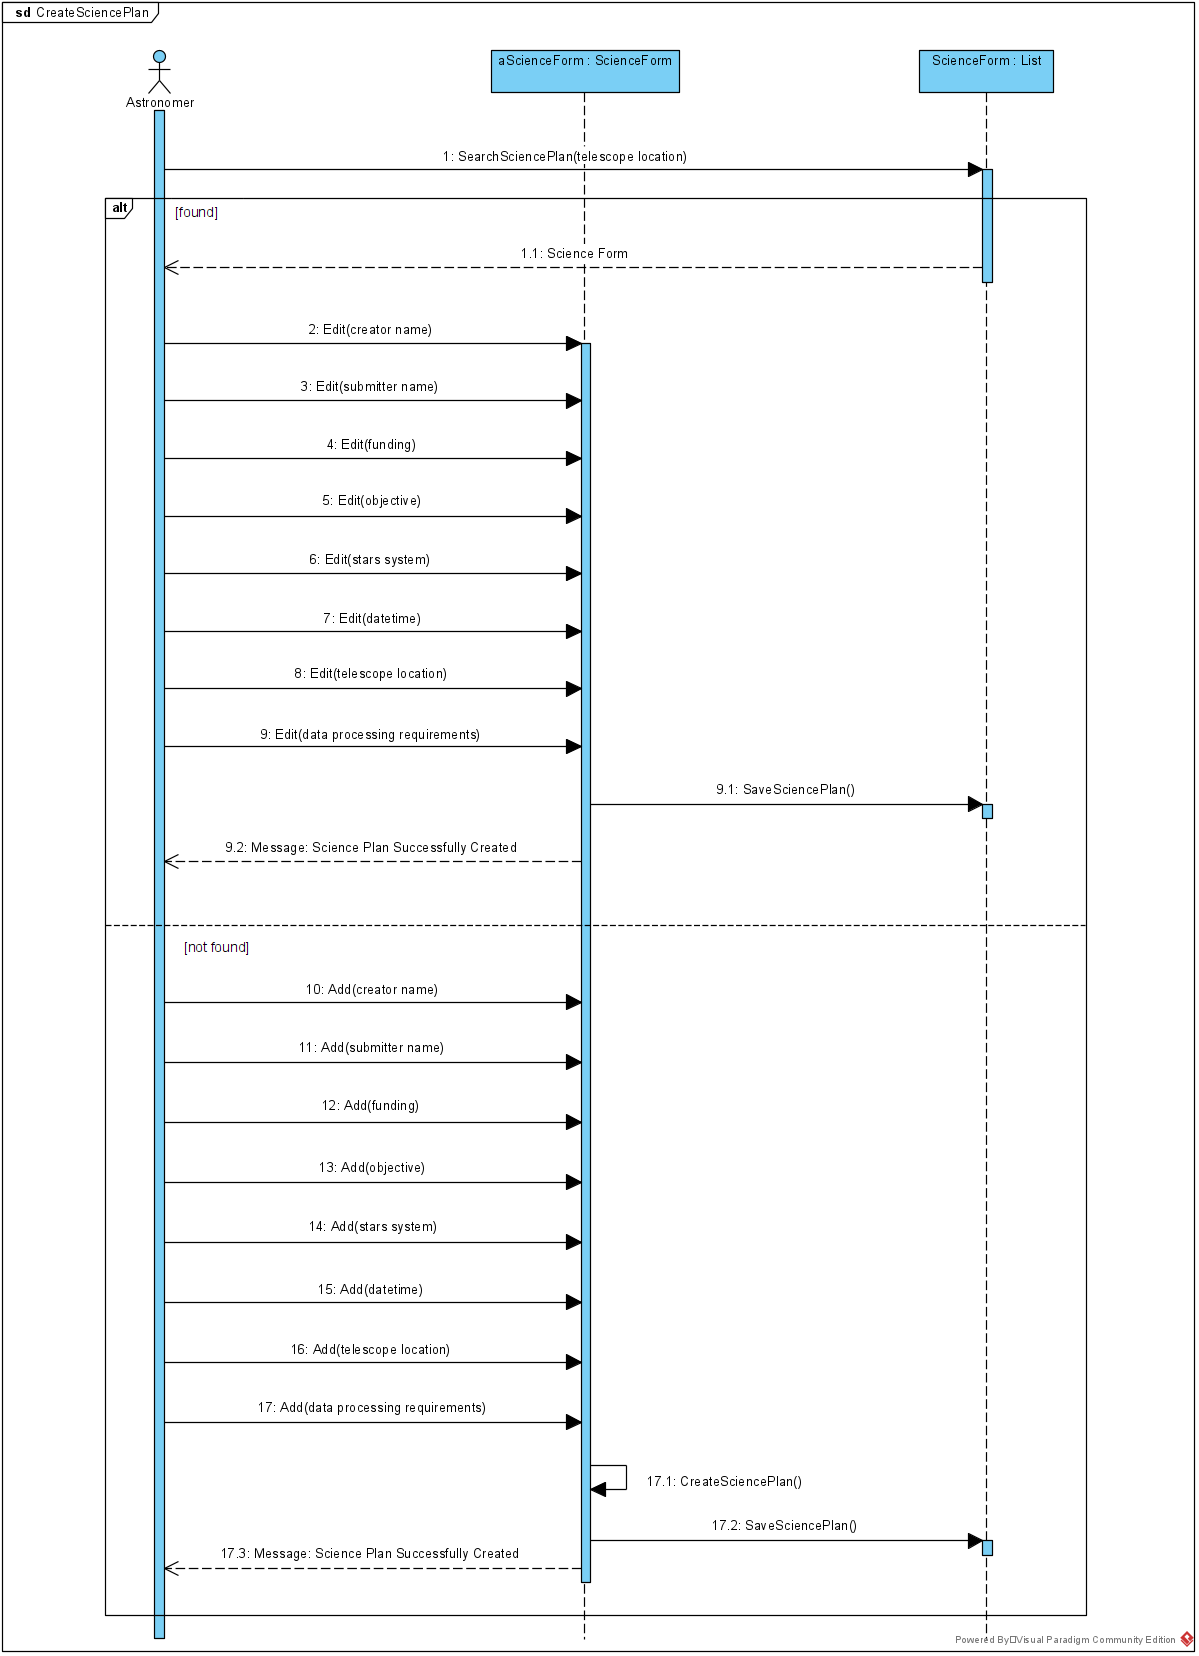 sd CreateSciencePlan
aScienceForm : ScienceForm
ScienceForm : List
Astronomer
1: SearchSciencePlan(telescope location)
alt
[found]
1.1: Science Form
2: Edit(creator name)
3: Edit(submitter name)
4: Edit(funding)
5: Edit(objective)
6: Edit(stars system)
7: Edit(datetime)
8: Edit(telescope location)
9: Edit(data processing requirements)
9.1: SaveSciencePlan()
9.2: Message: Science Plan Successfully Created
[not found]
10: Add(creator name)
11: Add(submitter name)
12: Add(funding)
13: Add(objective)
14: Add(stars system)
15: Add(datetime)
16: Add(telescope location)
17: Add(data processing requirements)
17.1: CreateSciencePlan()
17.2: SaveSciencePlan()
17.3: Message: Science Plan Successfully Created
Powered By□Visual Paradigm Community Edition